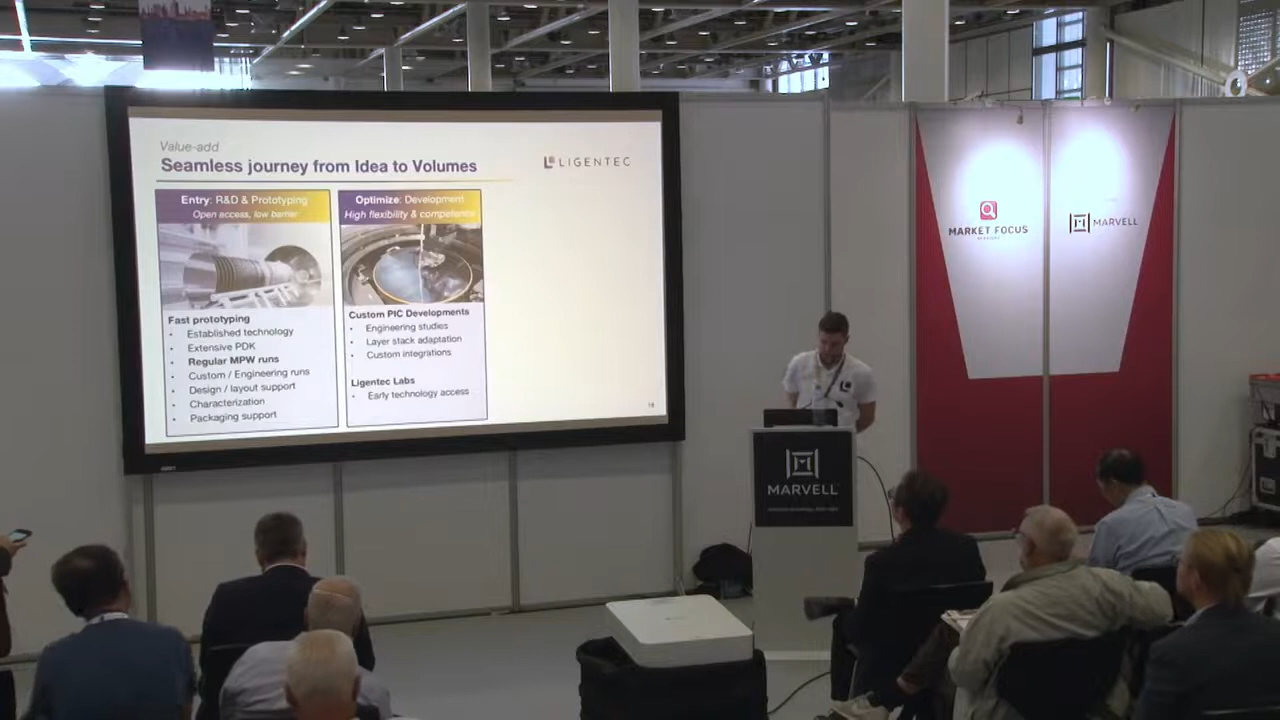 Value-add
Seamless journey from Idea to Volumes
LIGENTEC
Entry: R&D & Prototyping
Open access, low barrier
Fast prototyping
• Established technology
• Extensive PDK
• Regular MPW runs
• Custom / Engineering runs
• Design / layout support
• Characterization
• Packaging support
Optimize: Development
High flexibility & competence
Custom PIC Developments
• Engineering studies
• Layer stack adaptation
• Custom integrations
Ligentec Labs
• Early technology access
MARKET FOCUS
MARVELL
MARVELL